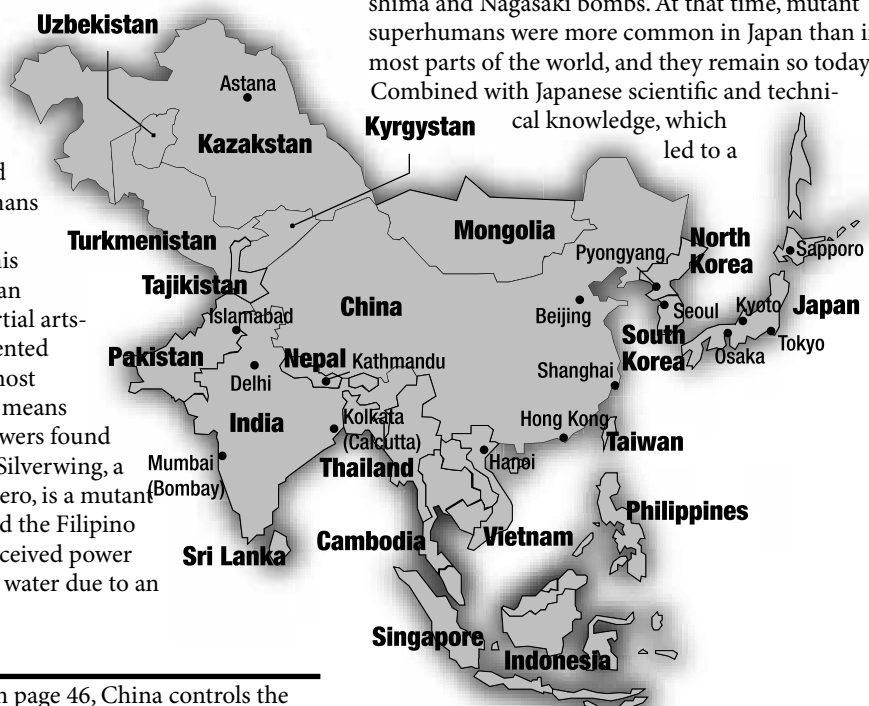 shima and Nagasaki bombs. At that time, mutant
superhumans were more common in Japan than i
most parts of the world, and they remain so today
Combined with Japanese scientific and techni-
cal knowledge, which
led to a
d
ans
is
an
tial arts-
ented
ost
means
wers found
Silverwing, a
ero, is a mutant
d the Filipino
ceived power
water due to an
n page 46, China controls the
Uzbekistan
Astana
Kazakstan
Kyrgystan
Mongolia
Turkmenistan
Tajikistan
Islamabad
Pakistan
China
Pyongyang
North
Korea
Sapporo
Beijing
Seoul
Kyoto
Japan
South
Korea
Osaka
Tokyo
Nepal
Kathmandu
Delhi
Shanghai
India
Kolkata
(Calcutta)
Hong Kong
Taiwan
Mumbai
(Bombay)
Thailand
Hanoi
Sri Lanka
Cambodia
Vietnam
Philippines
Singapore
Indonesia